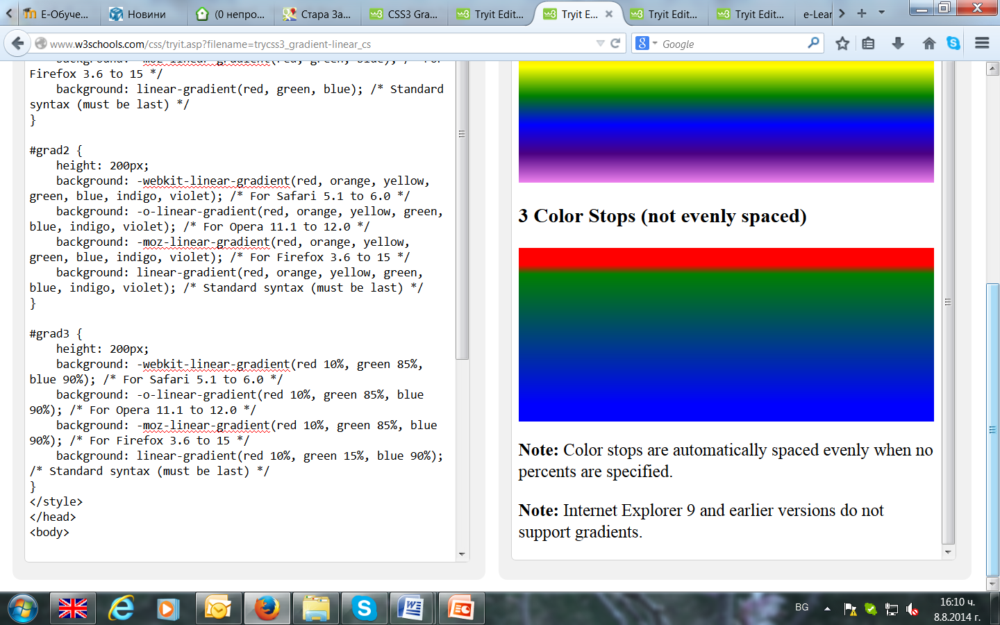 Е-Обуче...
Новини
(0 непро...
Стара За...
CSS3 Gra...
Tryit Edit...
Tryit E...
Tryit Edit...
Tryit Edit...
e-Lear
www.w3schools.com/css/tryit.asp?filename=trycss3_gradient-linear_cs
Google
Firefox 3.6 to 15 */
background: linear-gradient(red, green, blue); /* Standard
syntax (must be last) */
}
#grad2 {
height: 200px;
background: -webkit-linear-gradient(red, orange, yellow,
green, blue, indigo, violet); /* For Safari 5.1 to 6.0 */
background: -o-linear-gradient(red, orange, yellow, green,
blue, indigo, violet); /* For Opera 11.1 to 12.0 */
background: -moz-linear-gradient(red, orange, yellow,
green, blue, indigo, violet); /* For Firefox 3.6 to 15 */
background: linear-gradient(red, orange, yellow, green,
blue, indigo, violet); /* Standard syntax (must be last) */
}
#grad3 {
height: 200px;
background: -webkit-linear-gradient(red 10%, green 85%,
blue 90%); /* For Safari 5.1 to 6.0 */
background: -o-linear-gradient(red 10%, green 85%, blue
90%); /* For Opera 11.1 to 12.0 */
background: -moz-linear-gradient(red 10%, green 85%, blue
90%); /* For Firefox 3.6 to 15 */
background: linear-gradient(red 10%, green 15%, blue 90%);
/* Standard syntax (must be last) */
}
</style>
</head>
<body>
3 Color Stops (not evenly spaced)
Note: Color stops are automatically spaced evenly when no
percents are specified.
Note: Internet Explorer 9 and earlier versions do not
support gradients.
BG
16:10 ч.
8.8.2014 г.